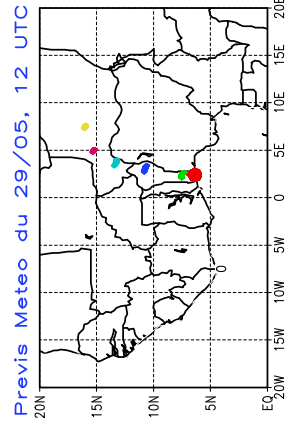 Previs Meteo du 29/05, 12 UTC
20N
15N
10N
5N
EQ
20W
15W
10W
5W
0
5E
10E
15E
20E
0